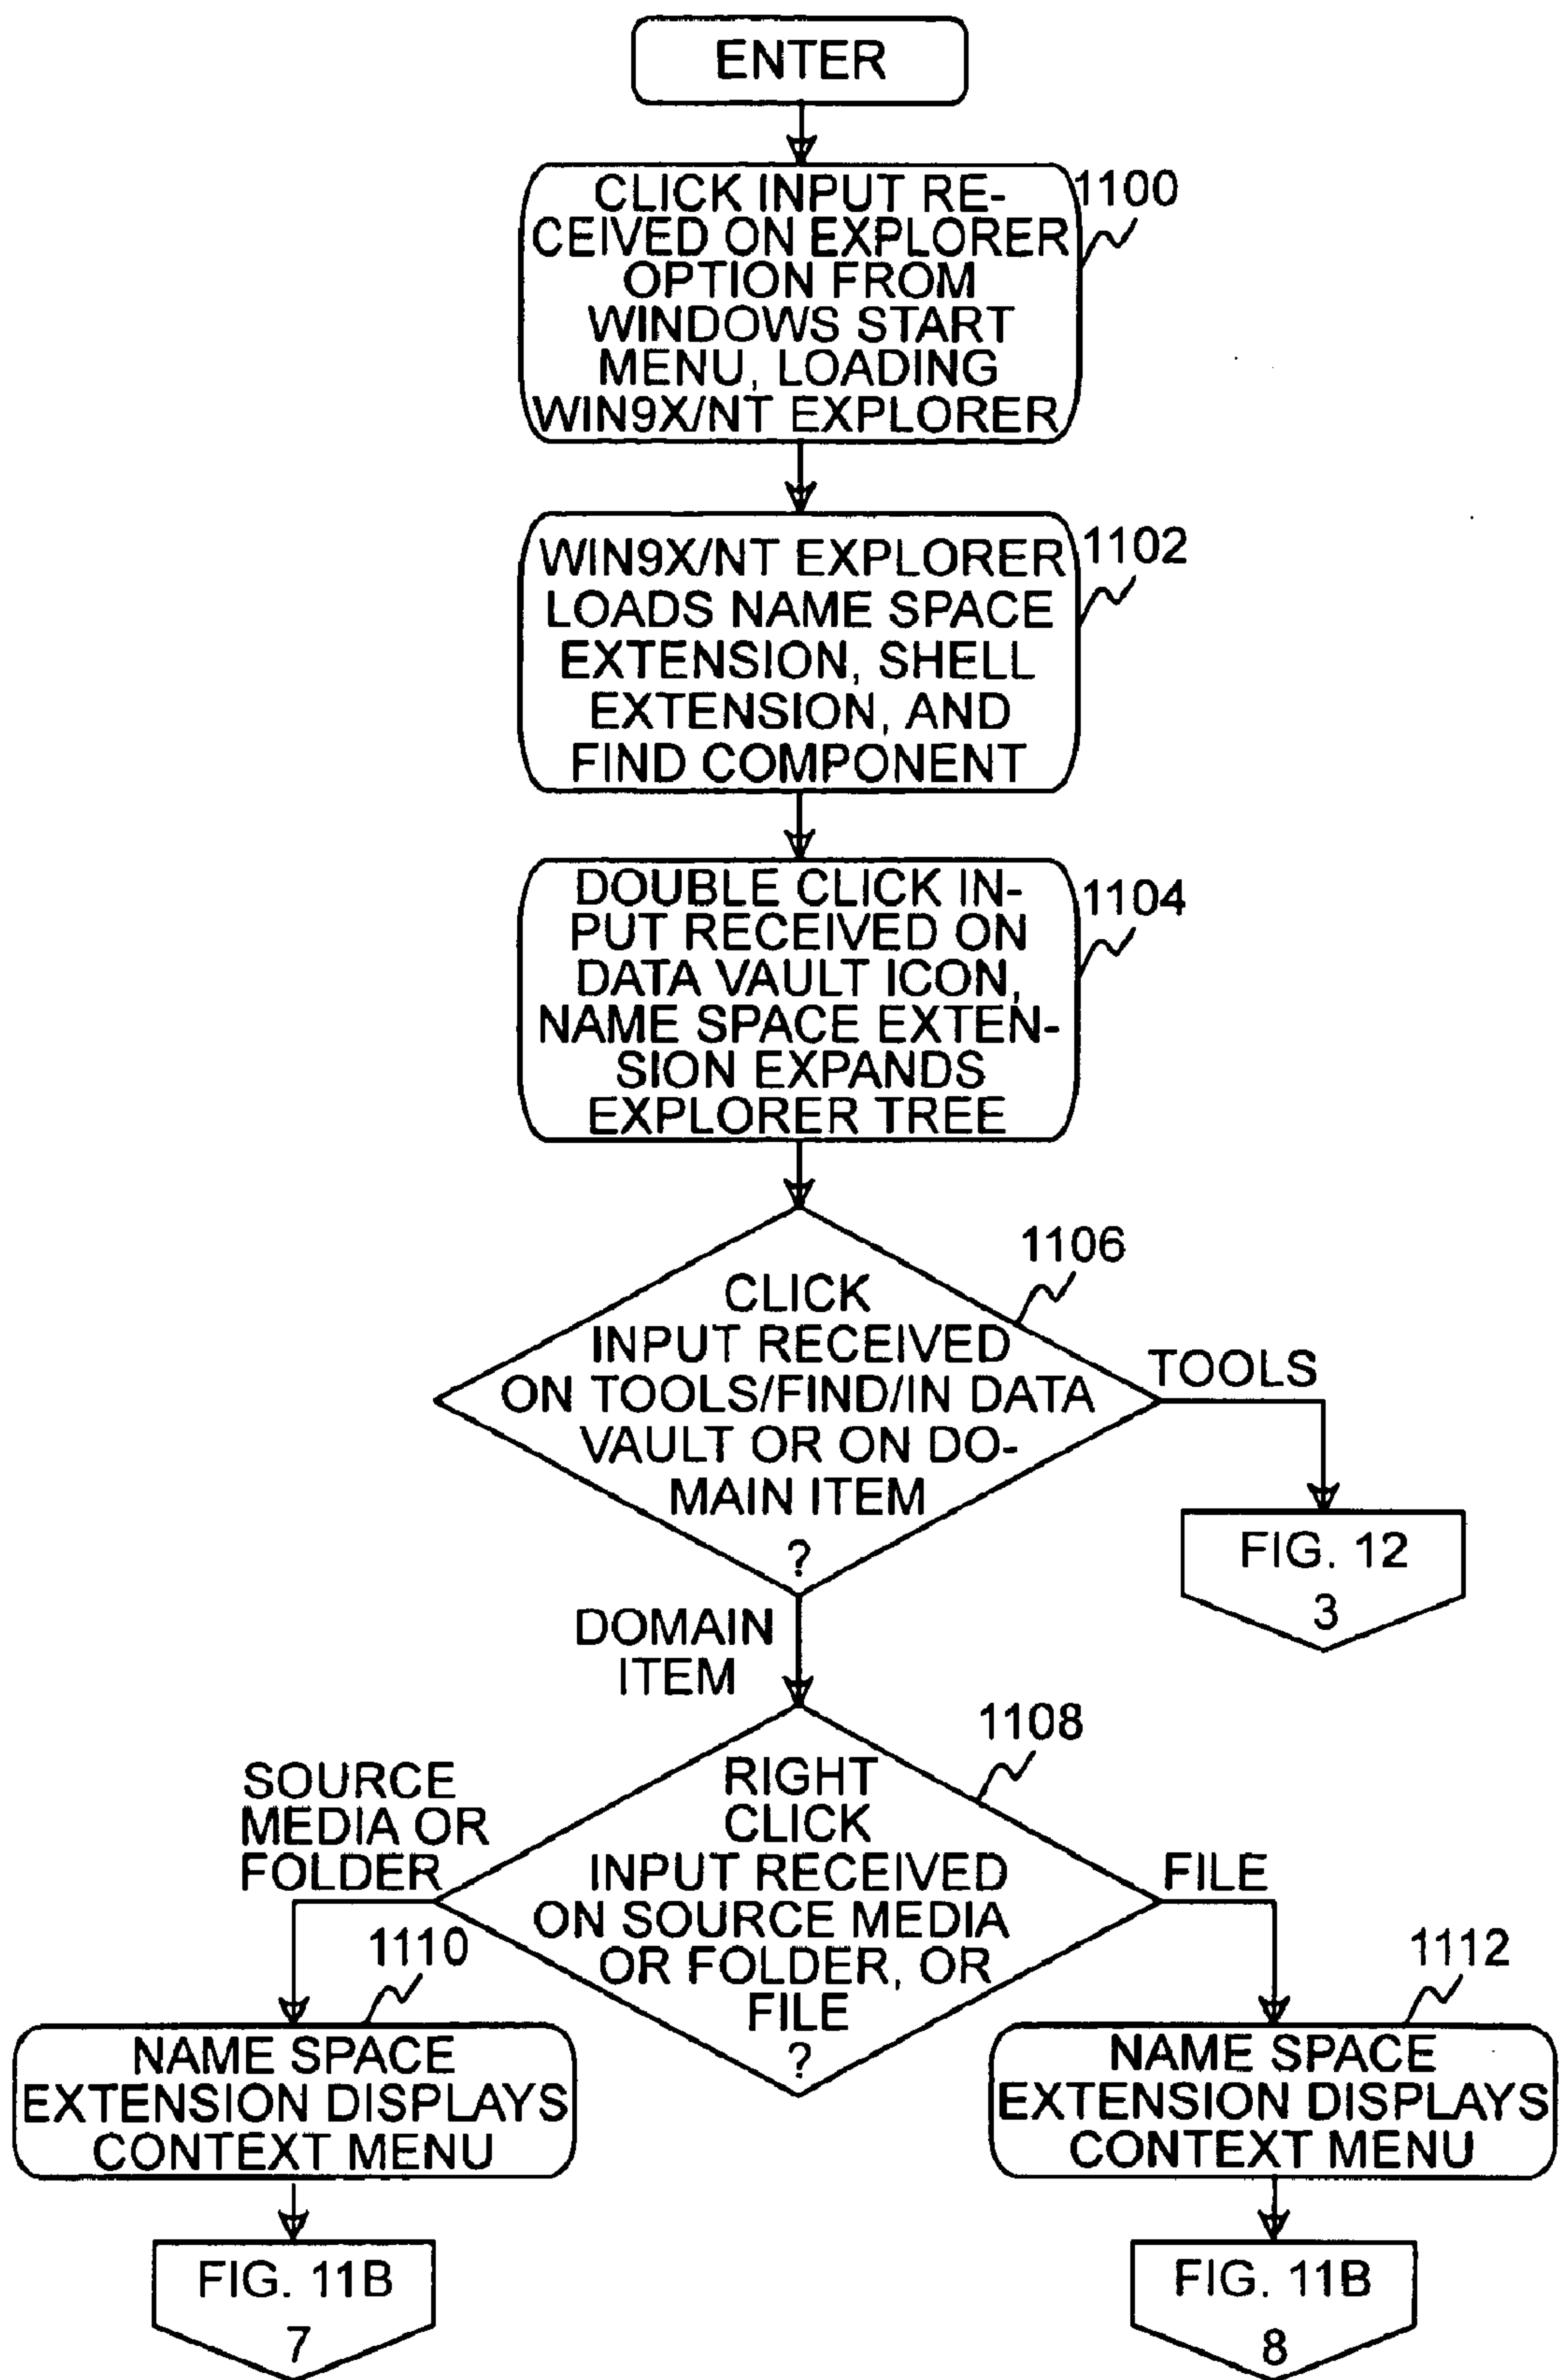 ENTER
CLICK INPUT RE-
CEIVED ON EXPLORER
OPTION FROM
WINDOWS START
MENU, LOADING
WIN9X/NT EXPLORER
1100
WIN9X/NT EXPLORER
LOADS NAME SPACE
EXTENSION, SHELL
EXTENSION, AND
FIND COMPONENT
1102
DOUBLE CLICK IN-
PUT RECEIVED ON
DATA VAULT ICON,
NAME SPACE EXTEN-
SION EXPANDS
EXPLORER TREE
1104
1106
CLICK
INPUT RECEIVED
ON TOOLS/FIND/IN DATA
VAULT OR ON DO-
MAIN ITEM
?
TOOLS
FIG. 12
3
DOMAIN
ITEM
1108
RIGHT
CLICK
INPUT RECEIVED
ON SOURCE MEDIA
OR FOLDER, OR
FILE
?
SOURCE
MEDIA OR
FOLDER
FILE
1110
NAME SPACE
EXTENSION DISPLAYS
CONTEXT MENU
1112
NAME SPACE
EXTENSION DISPLAYS
CONTEXT MENU
FIG. 11B
7
FIG. 11B
8